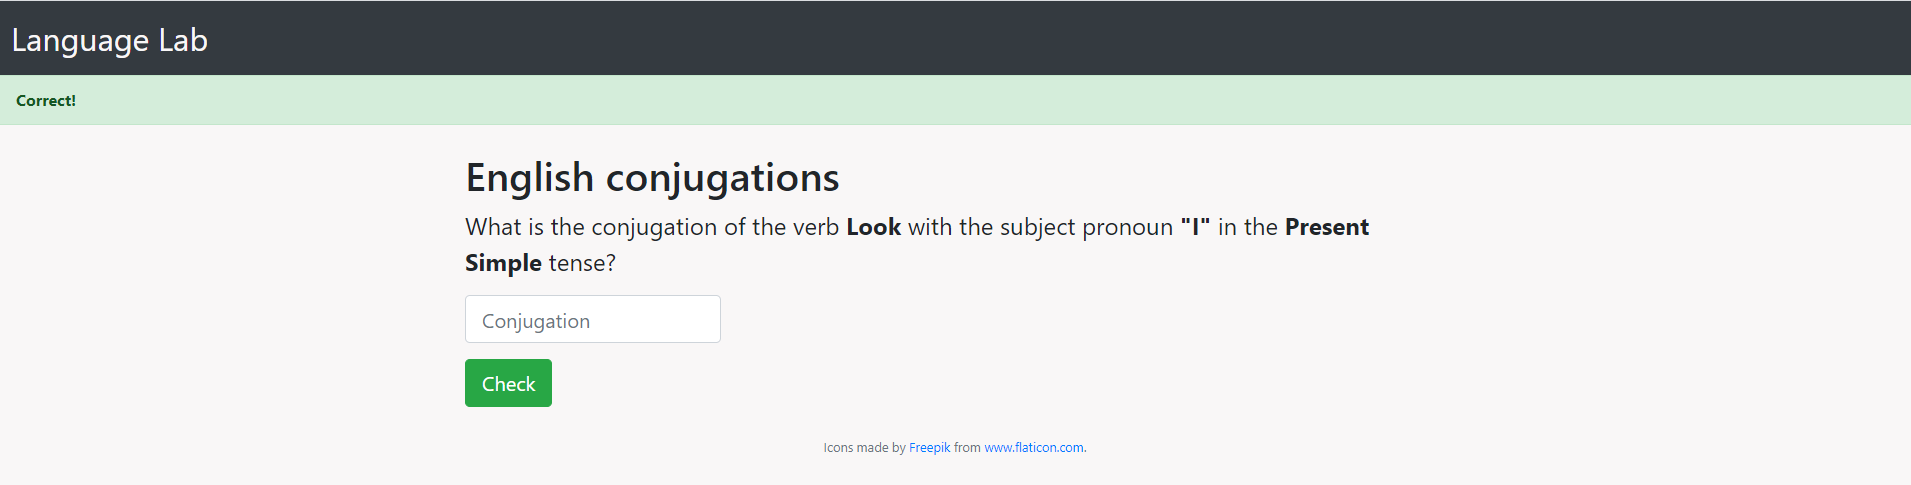 Language Lab
Correct!
English conjugations
What is the conjugation of the verb Look with the subject pronoun "I" in the Present
Simple tense?
Conjugation
Check
Icons made by Freepik from www.flaticon.com.